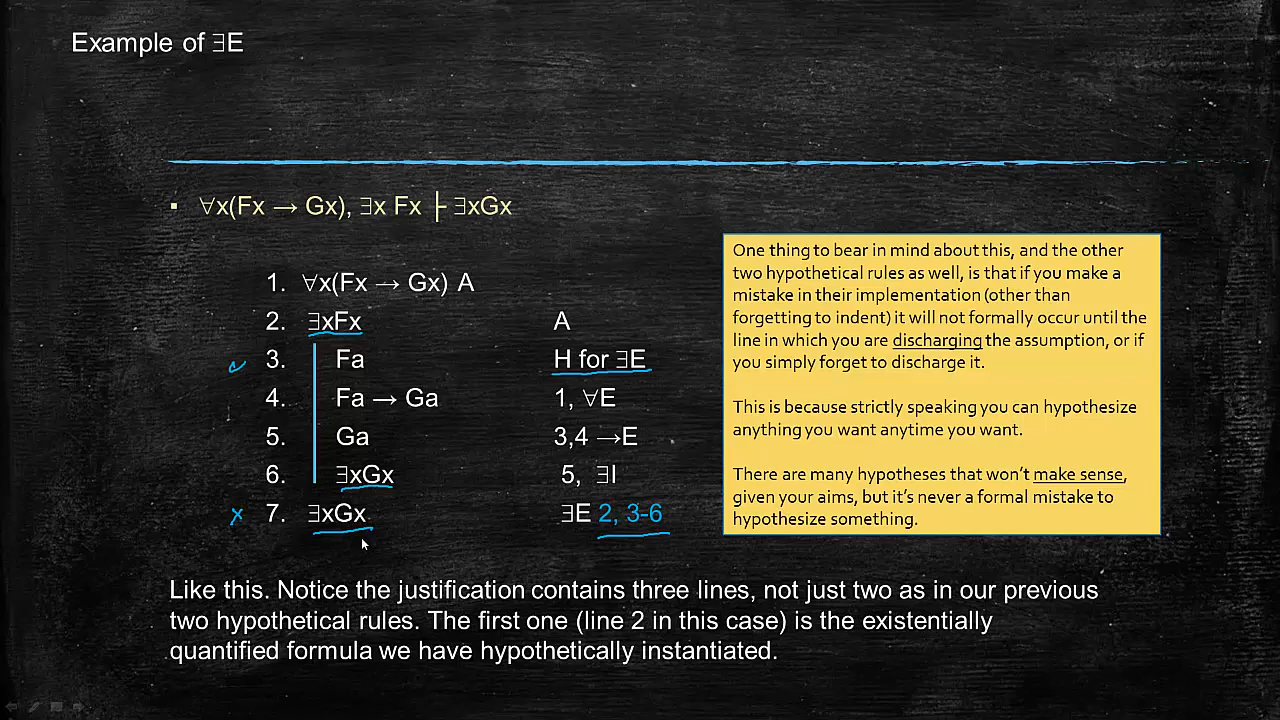 Example of ∃E
▪ ∀x(Fx → Gx), ∃x Fx ├ ∃xGx
1. ∀x(Fx → Gx) A
2. ∃xFx A
3. Fa H for ∃E
4. Fa → Ga 1, ∀E
5. Ga 3,4 →E
6. ∃xGx 5, ∃I
x 7. ∃xGx ∃E 2, 3-6
One thing to bear in mind about this, and the other
two hypothetical rules as well, is that if you make a
mistake in their implementation (other than
forgetting to indent) it will not formally occur until the
line in which you are discharging the assumption, or if
you simply forget to discharge it.
This is because strictly speaking you can hypothesize
anything you want anytime you want.
There are many hypotheses that won't make sense,
given your aims, but it's never a formal mistake to
hypothesize something.
Like this. Notice the justification contains three lines, not just two as in our previous
two hypothetical rules. The first one (line 2 in this case) is the existentially
quantified formula we have hypothetically instantiated.